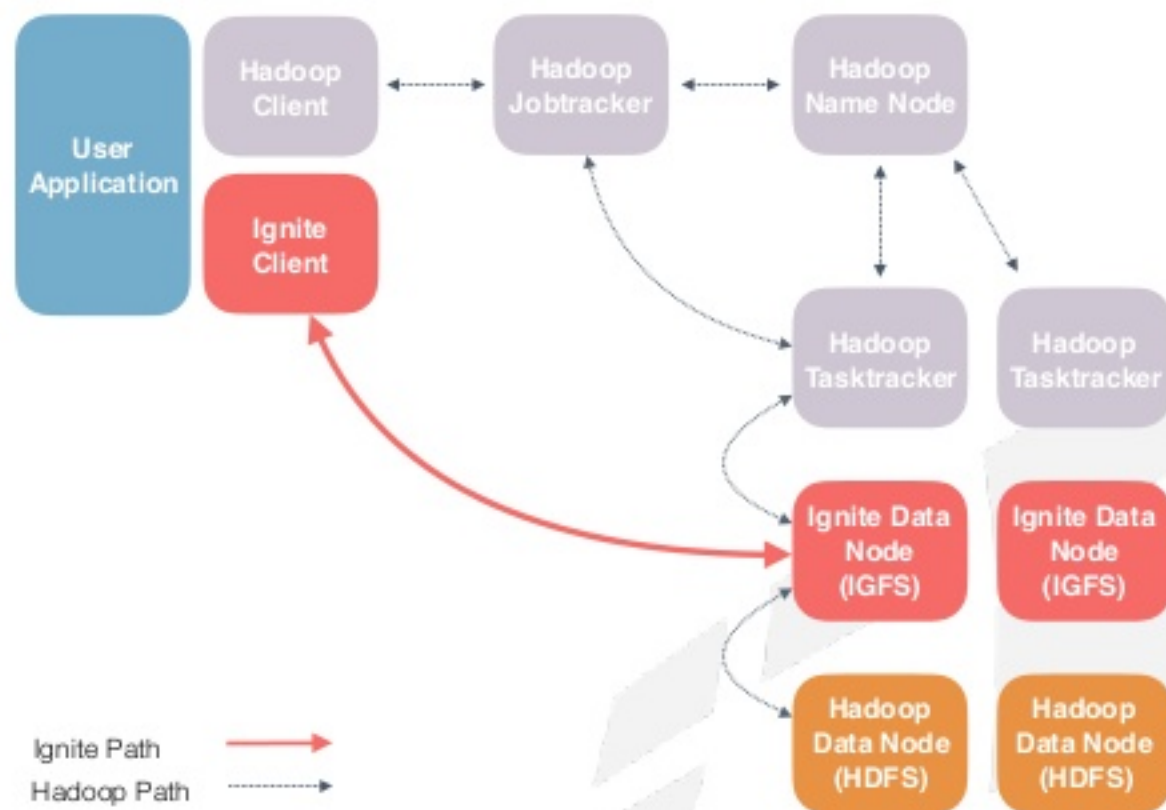 User
Application
Hadoop
Client
Hadoop
Jobtracker
Hadoop
Name Node
Ignite
Client
Hadoop
Tasktracker
Hadoop
Tasktracker
Ignite Data
Node
(IGFS)
Ignite Data
Node
(IGFS)
Hadoop
Data Node
(HDFS)
Hadoop
Data Node
(HDFS)
Ignite Path
Hadoop Path